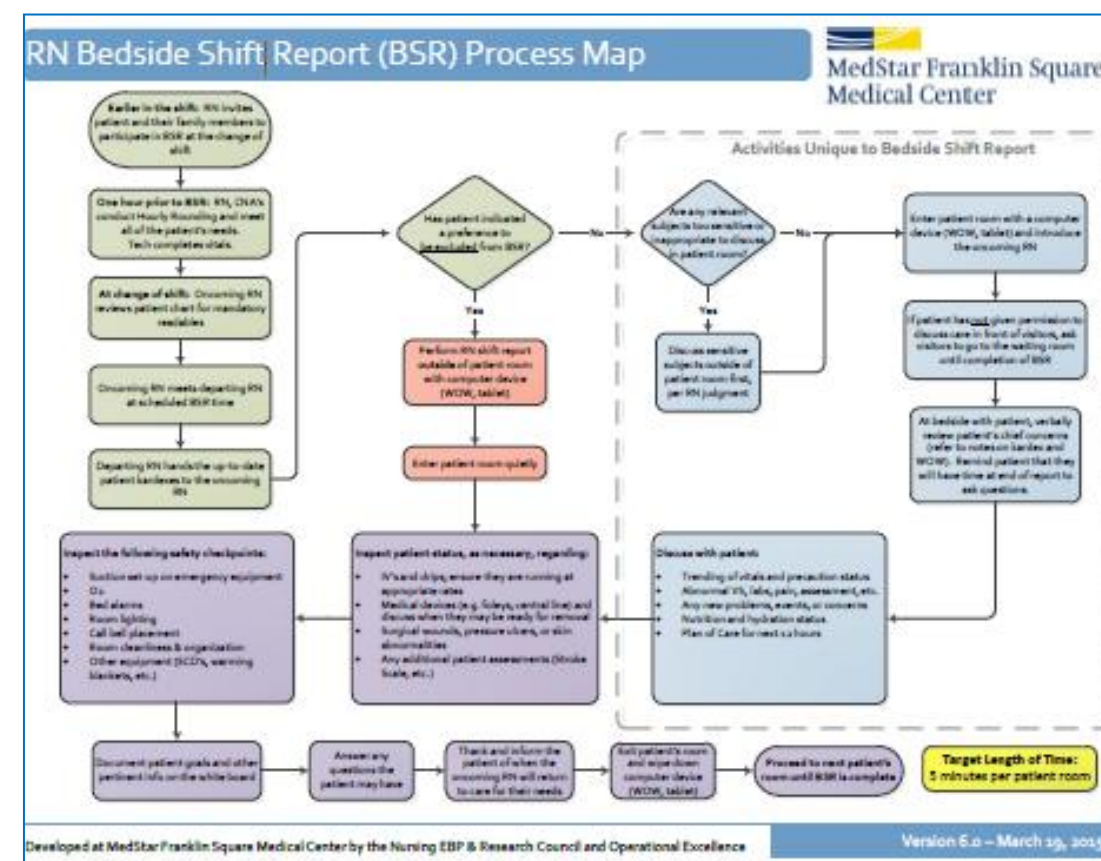 RN Bedside Shift Report (BSR) Process Map
MedStar Franklin Square
Medical Center
Earlier in the shift: RN invites
patient and their family members to
participate in BSR at the change of
shift
One hour prior to BSR: RN, CNA's
conduct Hourly Rounding and meet
all of the patient's needs.
Tech completes vitals.
At change of shift: Oncoming RN
reviews patient chart for mandatory
readables
Oncoming RN meets departing RN
at scheduled BSR time
Departing RN hands the up-to-date
patient kardexes to the oncoming
RN
Has patient indicated
a preference to
be excluded from BSR?
No
Yes
Perform RN shift report
outside of patient room
with computer device
(WOW, tablet)
Enter patient room quietly
Activities Unique to Bedside Shift Report
Are any relevant
subjects too sensitive or
inappropriate to discuss
in patient room?
No
Yes
Discuss sensitive
subjects outside of
patient room first,
per RN judgment
Enter patient room with a computer
device (WOW, tablet) and introduce
the oncoming RN
If patient has not given permission to
discuss care in front of visitors, ask
visitors to go to the waiting room
until completion of BSR
At bedside with patient, verbally
review patient's chief concerns
(refer to notes on kardex and
WOW). Remind patient that they
will have time at end of report to
ask questions.
Discuss with patient:
• Trending of vitals and precaution status
• Abnormal VS, labs, pain, assessment, etc.
• Any new problems, events, or concerns
• Nutrition and hydration status
• Plan of Care for next 12 hours
Inspect patient status, as necessary, regarding:
• IV's and drips, ensure they are running at
appropriate rates
• Medical devices (e.g. foleys, central line) and
discuss when they may be ready for removal
• Surgical wounds, pressure ulcers, or skin
abnormalities
• Any additional patient assessments (Stroke
Scale, etc.)
Inspect the following safety checkpoints:
• Suction set up on emergency equipment
• O2
• Bed alarms
• Room lighting
• Call bell placement
• Room cleanliness & organization
• Other equipment (SCD's, warming
blankets, etc.)
Document patient goals and other
pertinent info on the white board
Answer any
questions the
patient may have
Thank and inform the
patient of when the
oncoming RN will return
to care for their needs
Exit patient's room
and wipe down
computer device
(WOW, tablet)
Proceed to next patient's
room until BSR is complete
Target Length of Time:
5 minutes per patient room
Developed at MedStar Franklin Square Medical Center by the Nursing EBP & Research Council and Operational Excellence
Version 6.0 – March 19, 2015